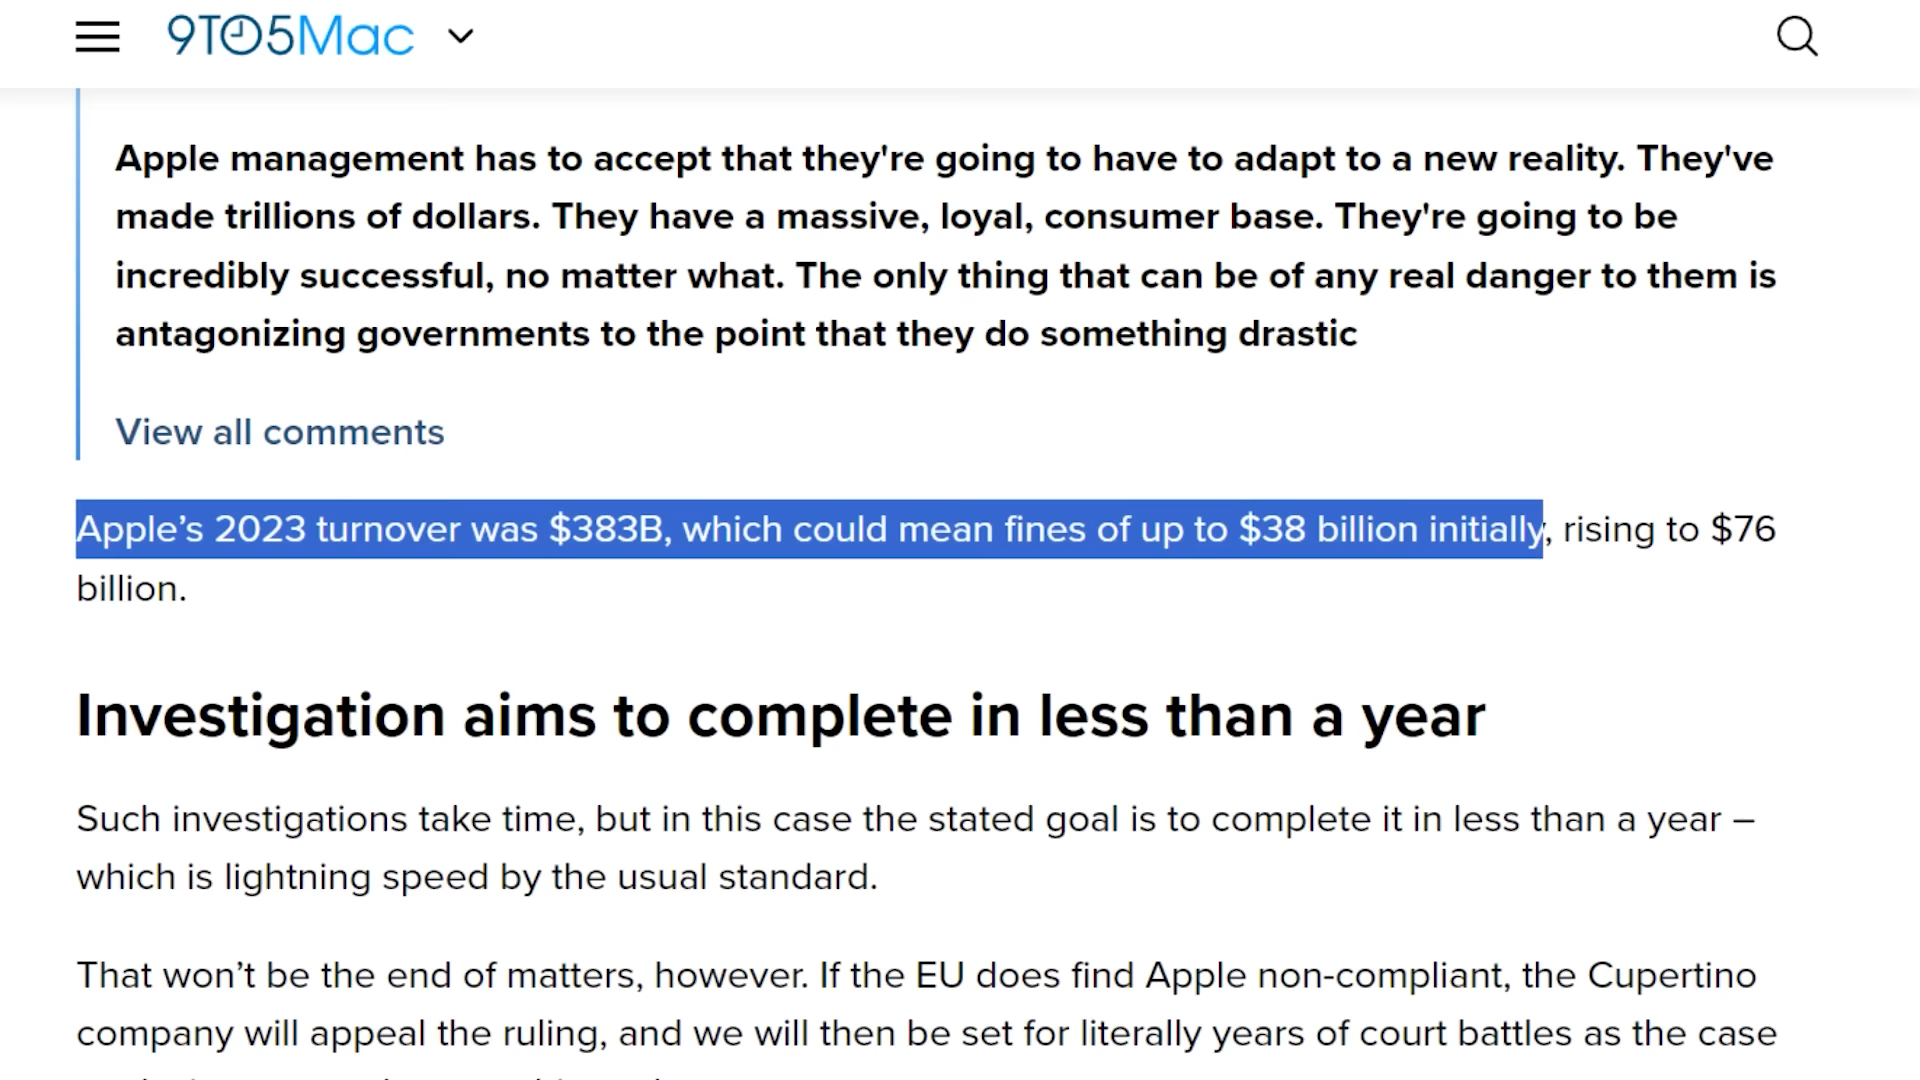 9TO5Mac
Apple management has to accept that they're going to have to adapt to a new reality. They've
made trillions of dollars. They have a massive, loyal, consumer base. They're going to be
incredibly successful, no matter what. The only thing that can be of any real danger to them is
antagonizing governments to the point that they do something drastic
View all comments
Apple’s 2023 turnover was $383B, which could mean fines of up to $38 billion initially, rising to $76
billion.
Investigation aims to complete in less than a year
Such investigations take time, but in this case the stated goal is to complete it in less than a year –
which is lightning speed by the usual standard.
That won’t be the end of matters, however. If the EU does find Apple non-compliant, the Cupertino
company will appeal the ruling, and we will then be set for literally years of court battles as the case